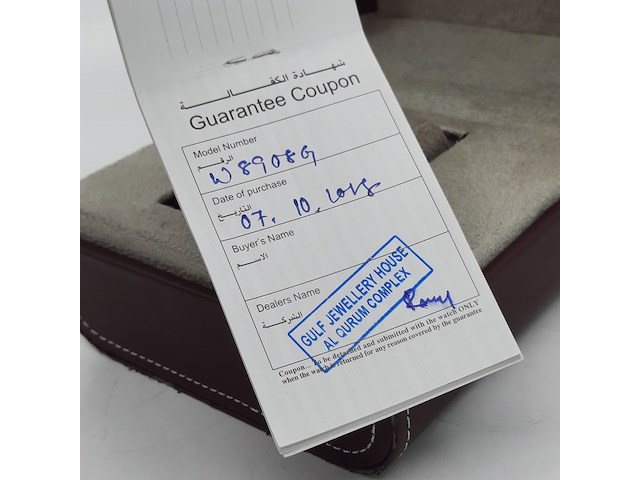 شهادة الكفالة
Guarantee Coupon
Model Number
الرقم
W8908G
Date of purchase
التاريخ
07. 10. 2018
Buyer's Name
الاسم
Dealers Name
الشركة
GULF JEWELLERY HOUSE
AL QURUM COMPLEX
Coupon... To be detached and submitted with the watch ONLY
when the watch is returned for any reason covered by the guarantee